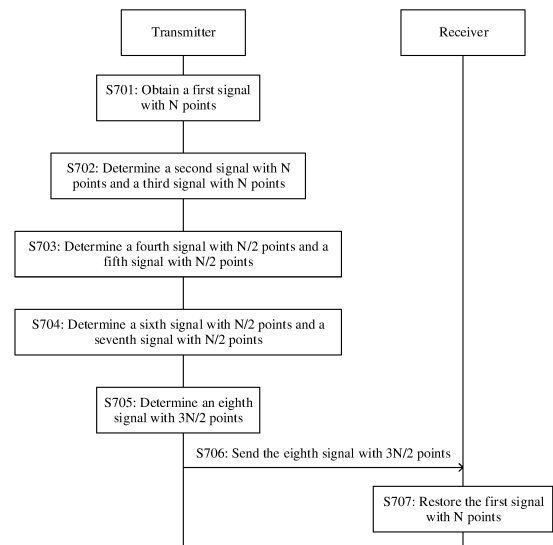 Transmitter
Receiver
S701: Obtain a first signal
with N points
S702: Determine a second signal with N
points and a third signal with N points
S703: Determine a fourth signal with N/2 points and a
fifth signal with N/2 points
S704: Determine a sixth signal with N/2 points and a
seventh signal with N/2 points
S705: Determine an eighth
signal with 3N/2 points
S706: Send the eighth signal with 3N/2 points
S707: Restore the first signal
with N points